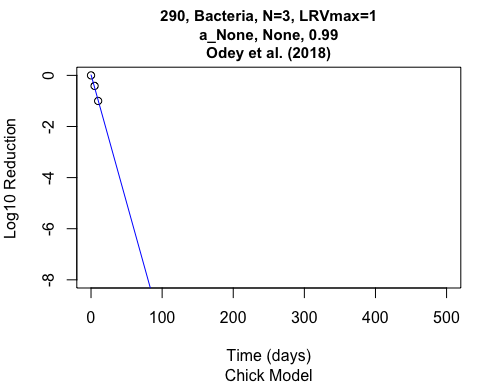 290, Bacteria, N=3, LRVmax=1
a_None, None, 0.99
Odey et al. (2018)
Log10 Reduction
0
-2
-4
-6
-8
0 100 200 300 400 500
Time (days)
Chick Model